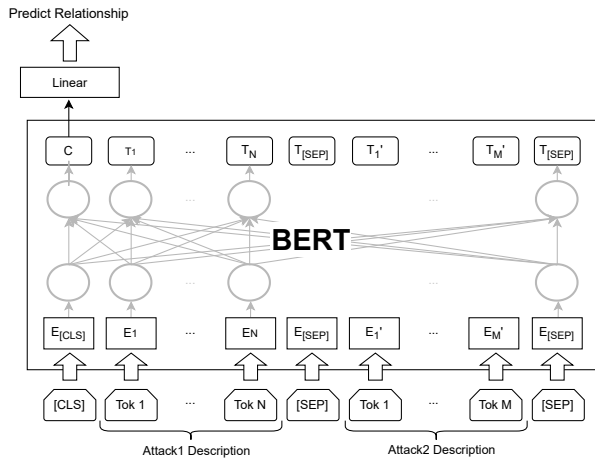 Predict Relationship
Linear
C T1 ... TN T[SEP] T1' ... TM' T[SEP]
... ...
BERT
... ...
E[CLS] E1 ... EN E[SEP] E1' ... EM' E[SEP]
[CLS] Tok 1 ... Tok N [SEP] Tok 1 ... Tok M [SEP]
Attack1 Description Attack2 Description